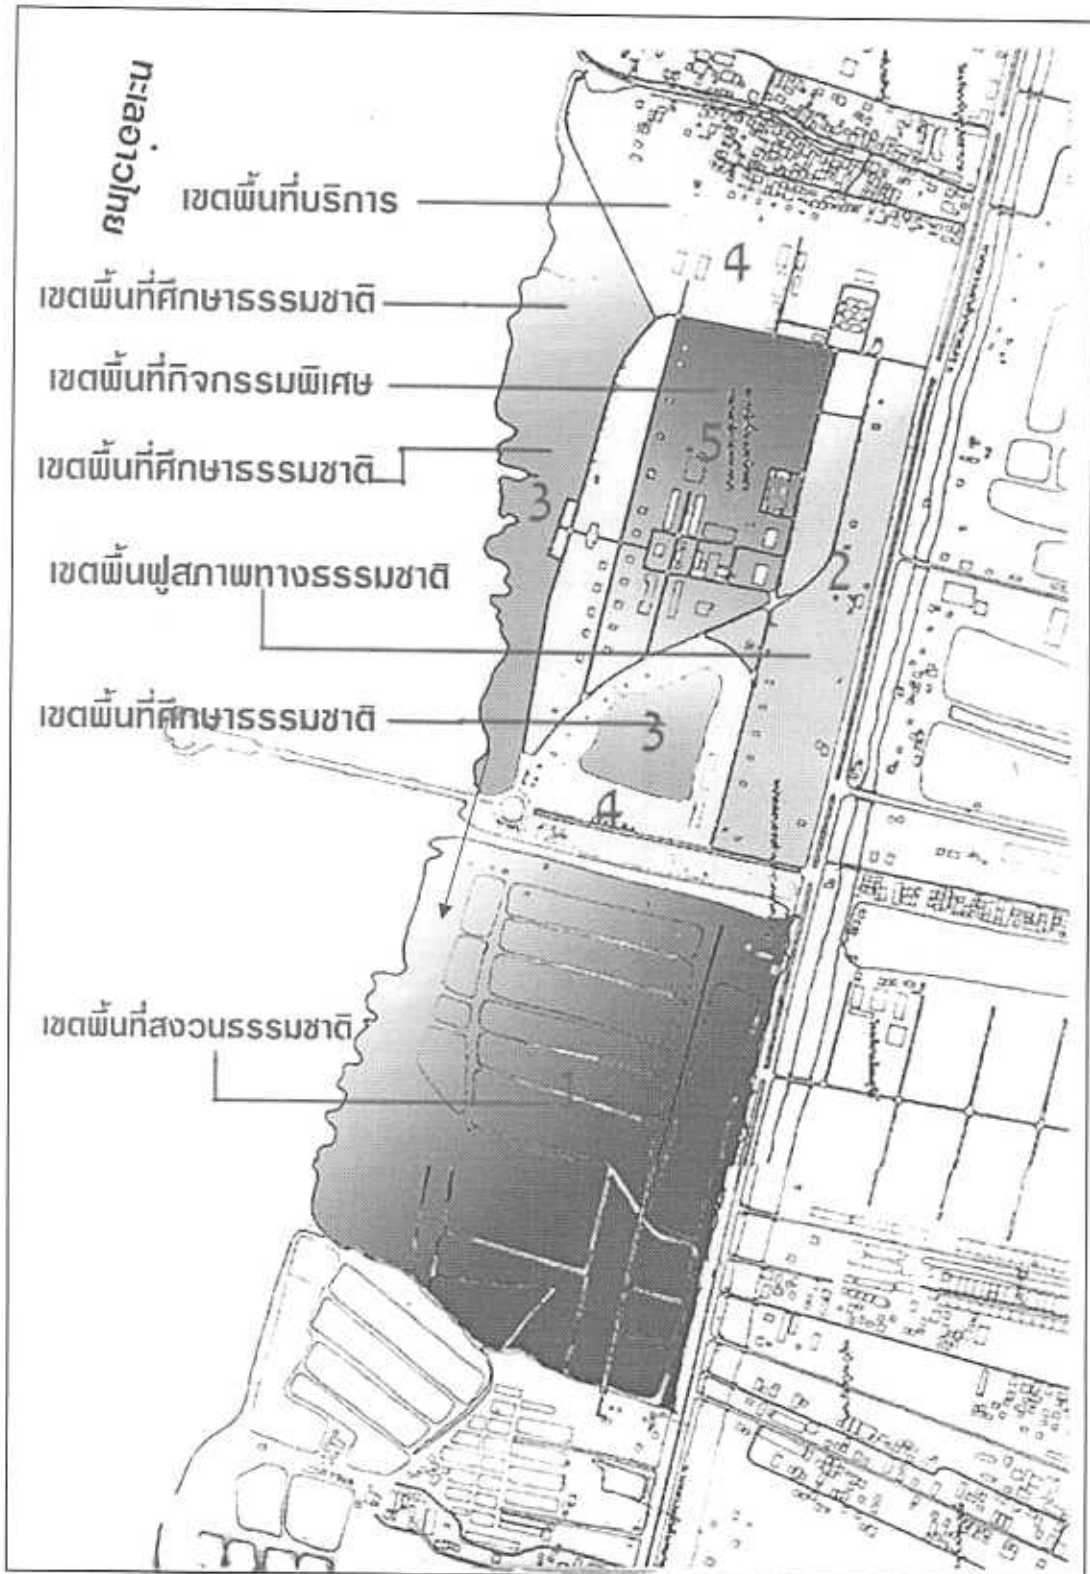 ทะเลอ่าวไทย
เขตพื้นที่บริการ
4
เขตพื้นที่ศึกษาธรรมชาติ
เขตพื้นที่กิจกรรมพิเศษ
5
เขตพื้นที่ศึกษาธรรมชาติ
3
เขตพื้นฟูสภาพทางธรรมชาติ
2
เขตพื้นที่ศึกษาธรรมชาติ
3
4
เขตพื้นที่สงวนธรรมชาติ
1